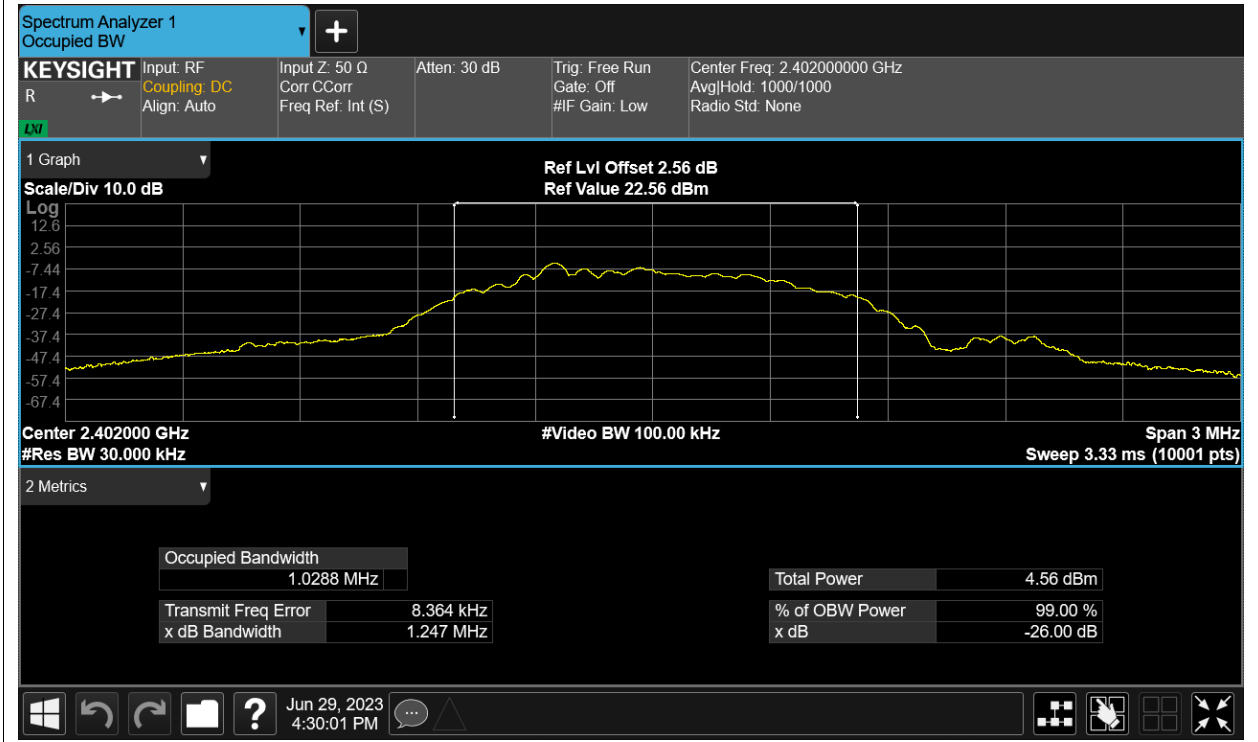 Spectrum Analyzer 1
Occupied BW
KEYSIGHT
R
LXI
Input: RF
Coupling: DC
Align: Auto
Input Z: 50 Ω
Corr CCorr
Freq Ref: Int (S)
Atten: 30 dB
Trig: Free Run
Gate: Off
#IF Gain: Low
Center Freq: 2.402000000 GHz
Avg|Hold: 1000/1000
Radio Std: None
1 Graph
Scale/Div 10.0 dB
Ref Lvl Offset 2.56 dB
Ref Value 22.56 dBm
Log
12.6
2.56
-7.44
-17.4
-27.4
-37.4
-47.4
-57.4
-67.4
Center 2.402000 GHz
#Video BW 100.00 kHz
Span 3 MHz
#Res BW 30.000 kHz
Sweep 3.33 ms (10001 pts)
2 Metrics
Occupied Bandwidth
1.0288 MHz
Transmit Freq Error 8.364 kHz
x dB Bandwidth 1.247 MHz
Total Power 4.56 dBm
% of OBW Power 99.00 %
x dB -26.00 dB
?
Jun 29, 2023
4:30:01 PM